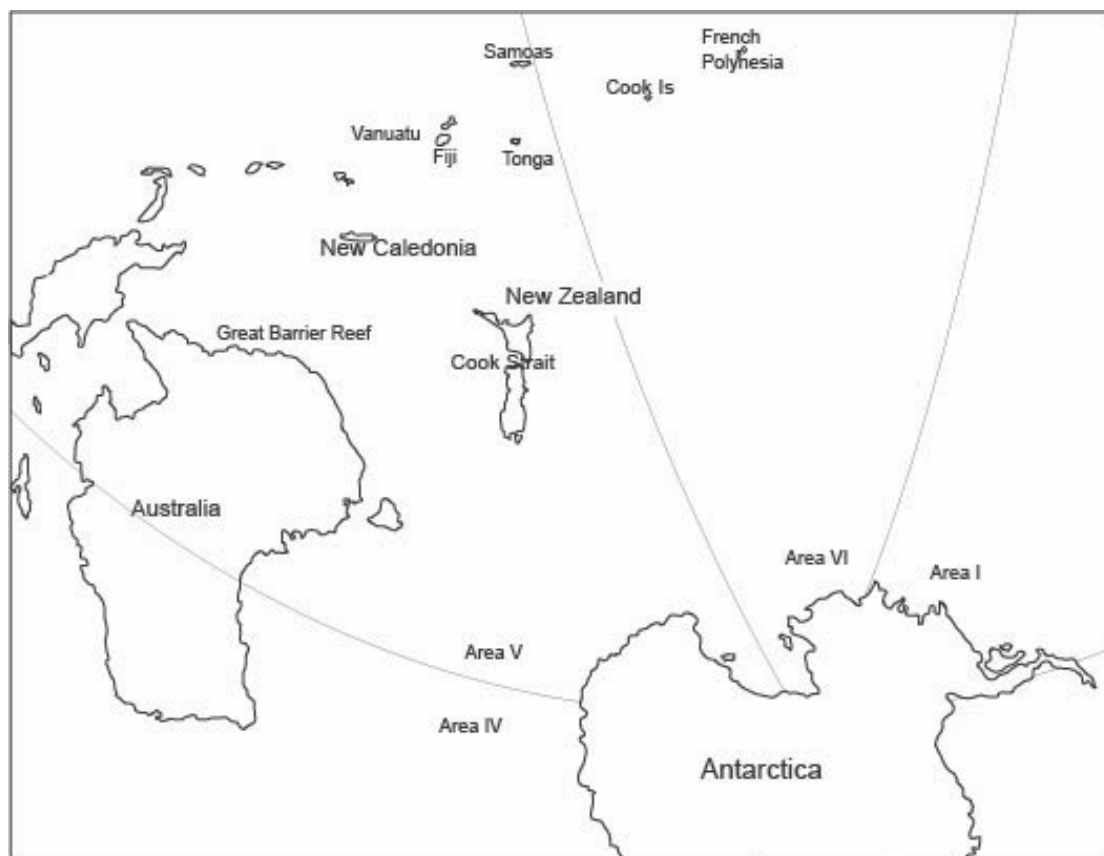 French
Samoas
Polynesia
Cook Is
Vanuatu
Fiji
Tonga
New Caledonia
New Zealand
Great Barrier Reef
Cook Strait
Australia
Area VI
Area I
Area V
Area IV
Antarctica